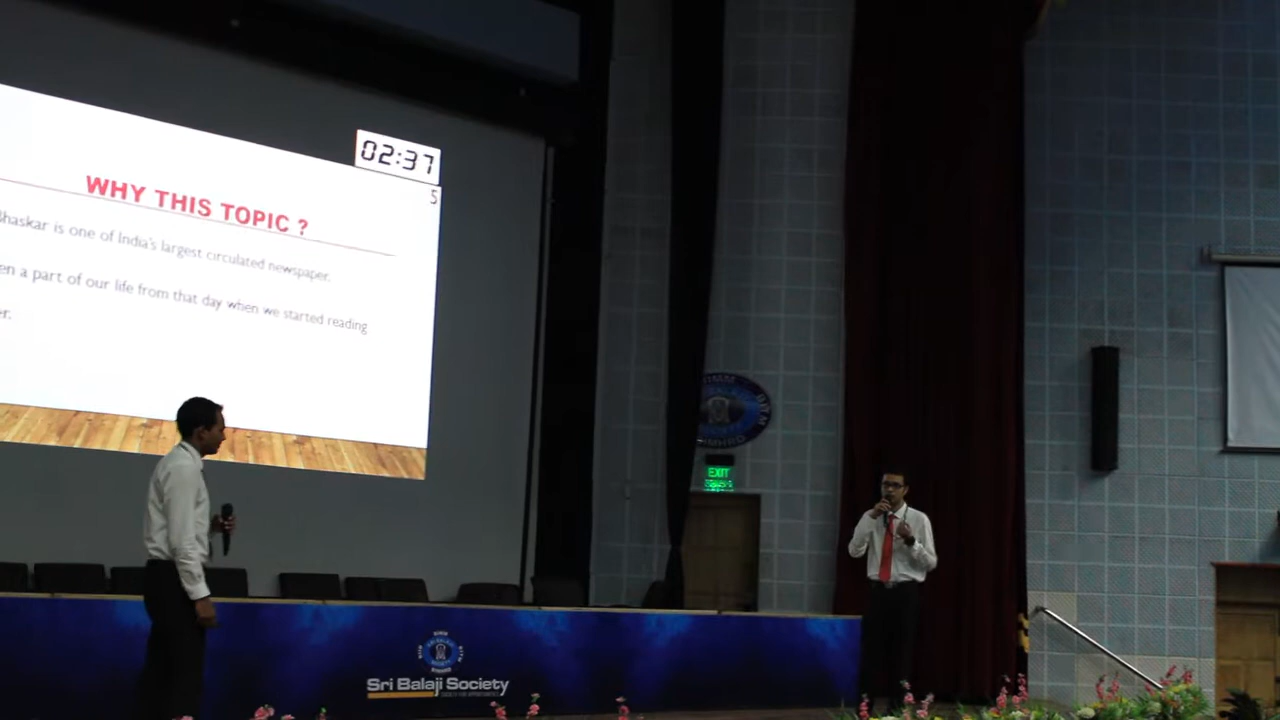 02:37
5
WHY THIS TOPIC ?
haskar is one of India's largest circulated newspaper.
en a part of our life from that day when we started reading
er.
EXIT
Sri Balaji Society